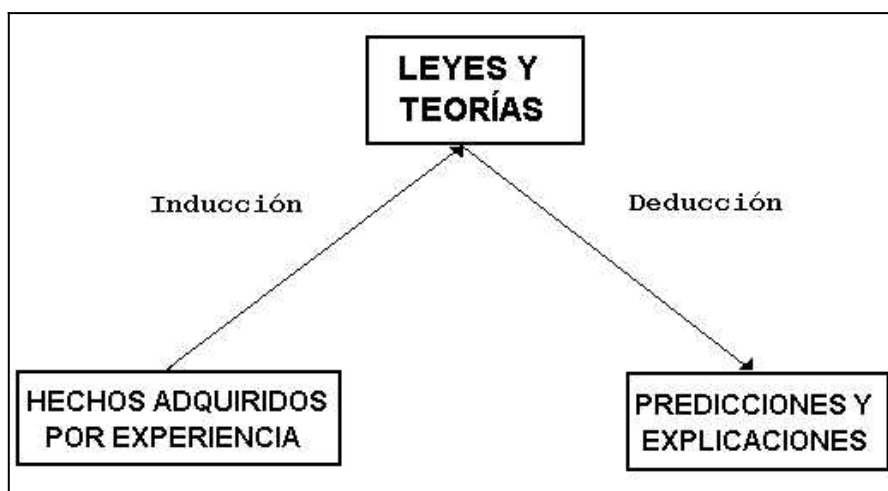 LEYES Y
TEORÍAS
Inducción
Deducción
HECHOS ADQUIRIDOS
POR EXPERIENCIA
PREDICCIONES Y
EXPLICACIONES